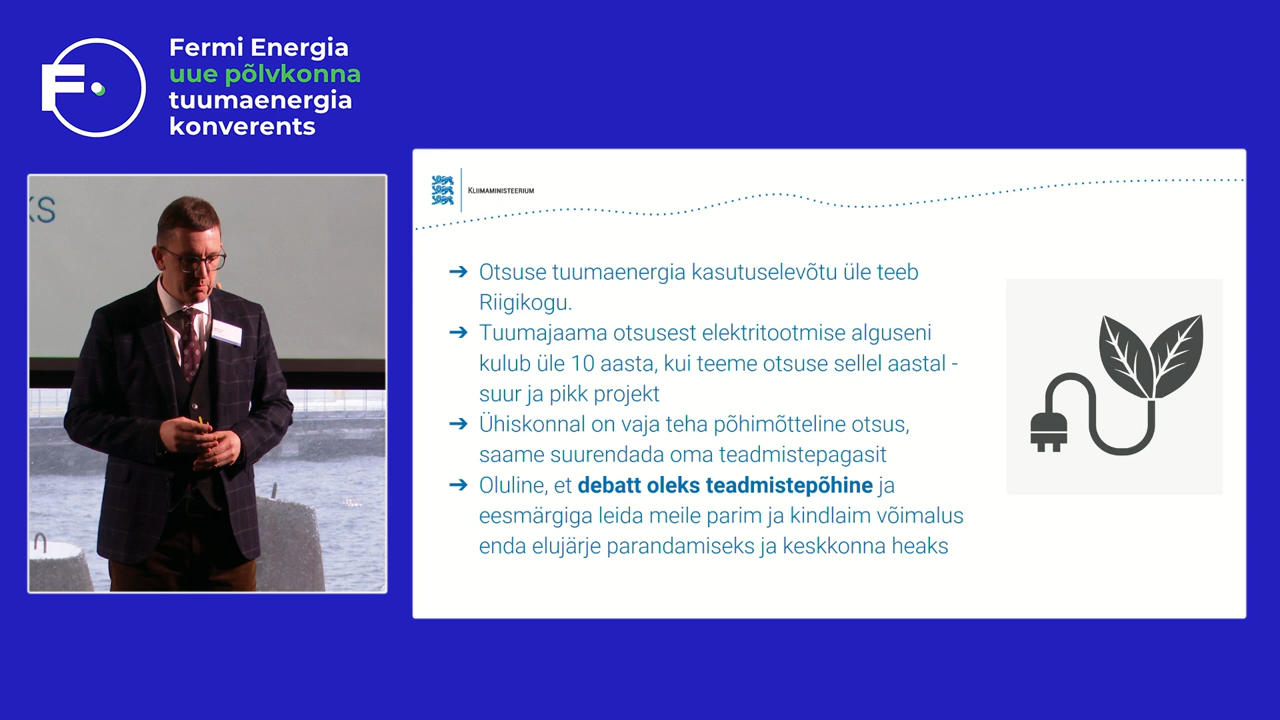 Fermi Energia
uue põlvkonna
tuumaenergia
konverents
KS
KLIIMAMINISTEERIUM
➔ Otsuse tuumaenergia kasutuselevõtu üle teeb
Riigikogu.
➔ Tuumajaama otsusest elektritootmise alguseni
kulub üle 10 aasta, kui teeme otsuse sellel aastal -
suur ja pikk projekt
➔ Ühiskonnal on vaja teha põhimõtteline otsus,
saame suurendada oma teadmistepagasit
➔ Oluline, et debatt oleks teadmistepõhine ja
eesmärgiga leida meile parim ja kindlaim võimalus
enda elujärje parandamiseks ja keskkonna heaks